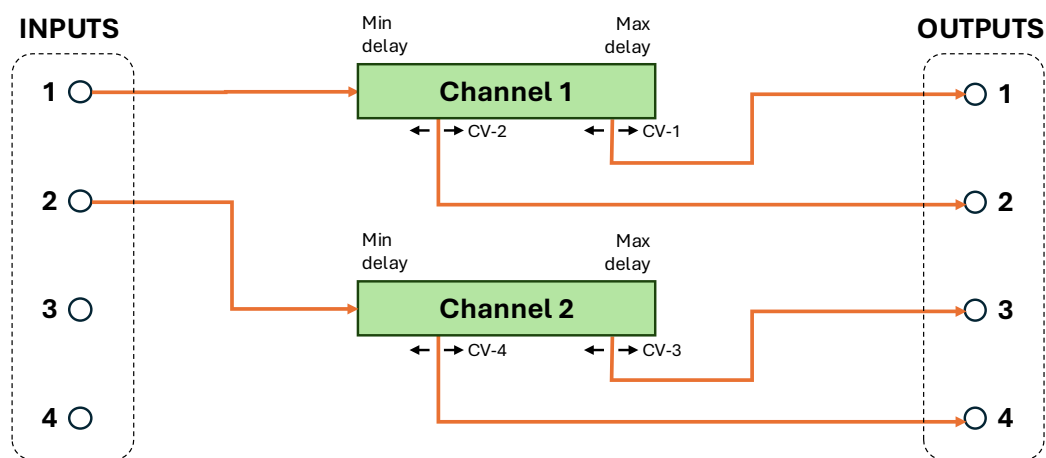 INPUTS
OUTPUTS
Min
delay
Max
delay
1
Channel 1
1
CV-2
CV-1
2
2
Min
delay
Max
delay
3
Channel 2
3
CV-4
CV-3
4
4